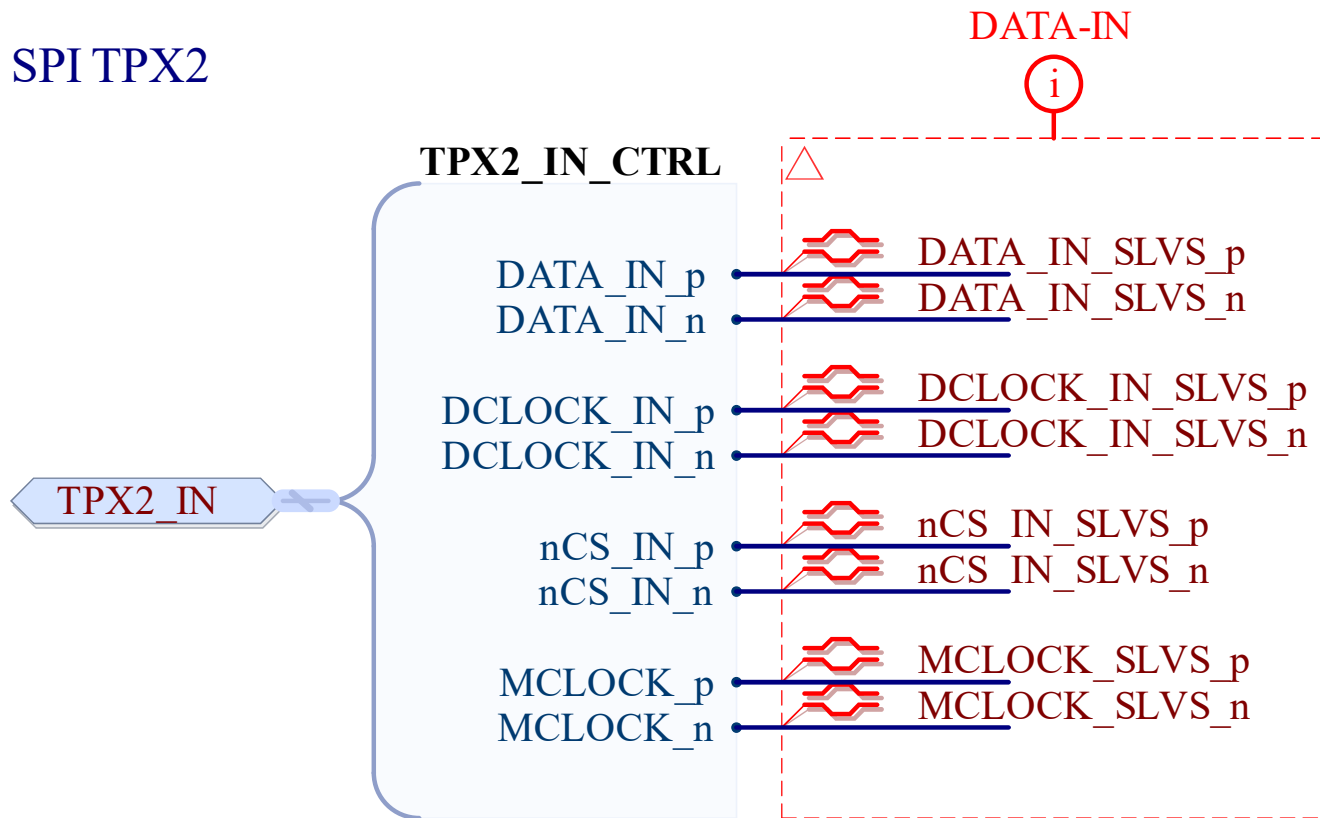 DATA-IN
i
SPI TPX2
TPX2_IN_CTRL
DATA_IN_p DATA_IN_SLVS_p
DATA_IN_n DATA_IN_SLVS_n
DCLOCK_IN_p DCLOCK_IN_SLVS_p
DCLOCK_IN_n DCLOCK_IN_SLVS_n
TPX2_IN
nCS_IN_p nCS_IN_SLVS_p
nCS_IN_n nCS_IN_SLVS_n
MCLOCK_p MCLOCK_SLVS_p
MCLOCK_n MCLOCK_SLVS_n